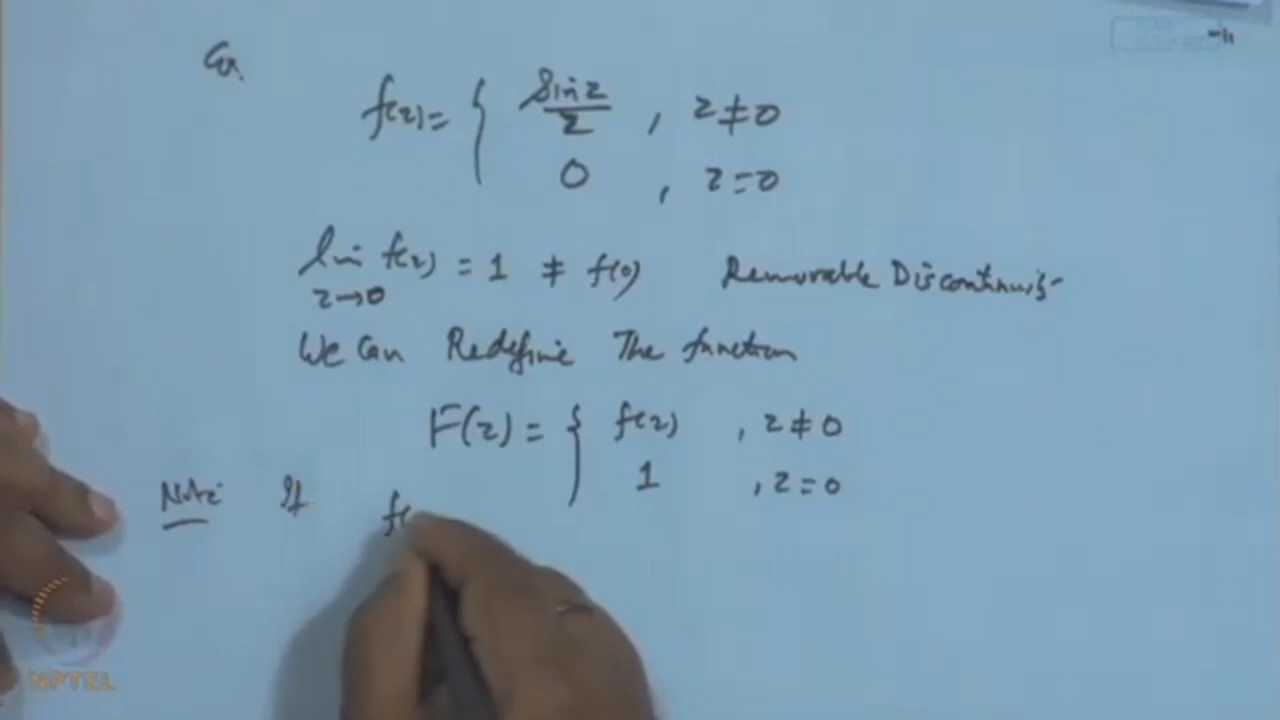 Ex.
f(z) = { sin z / z , z ≠ 0
0 , z = 0
lim f(z) = 1 ≠ f(0) Removable Discontinuity
z→0
We Can Redefine The function
F(z) = { f(z) , z ≠ 0
1 , z = 0
Note: If f(
NPTEL